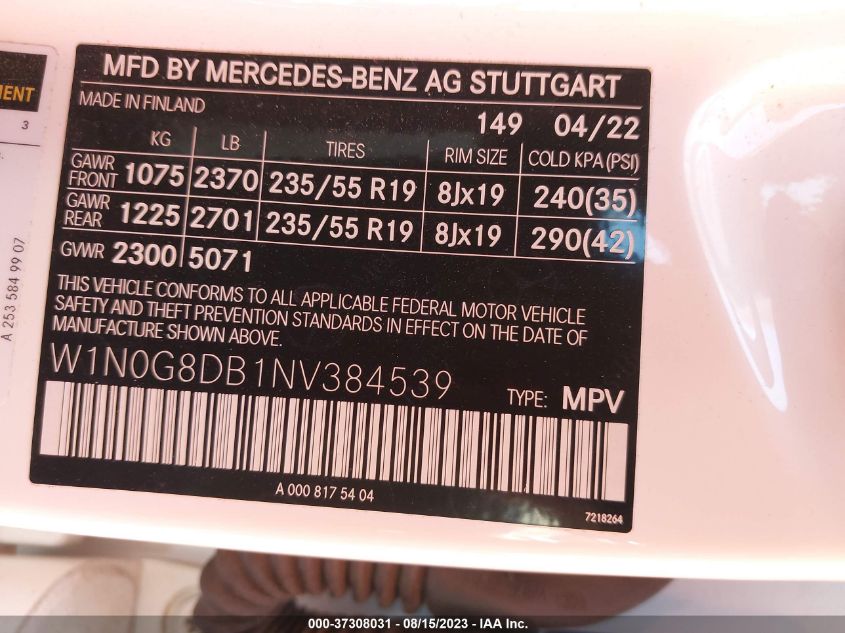 MFD BY MERCEDES-BENZ AG STUTTGART
MADE IN FINLAND
149 04/22
KG LB TIRES RIM SIZE COLD KPA (PSI)
GAWR FRONT 1075 2370 235/55 R19 8Jx19 240(35)
GAWR REAR 1225 2701 235/55 R19 8Jx19 290(42)
GVWR 2300 5071
THIS VEHICLE CONFORMS TO ALL APPLICABLE FEDERAL MOTOR VEHICLE
SAFETY AND THEFT PREVENTION STANDARDS IN EFFECT ON THE DATE OF
MANUFACTURE SHOWN ABOVE.
W1N0G8DB1NV384539
TYPE: MPV
A 000 817 54 04
7218264
MENT
3
A 253 584 99 07
000-37308031 - 08/15/2023 - IAA Inc.